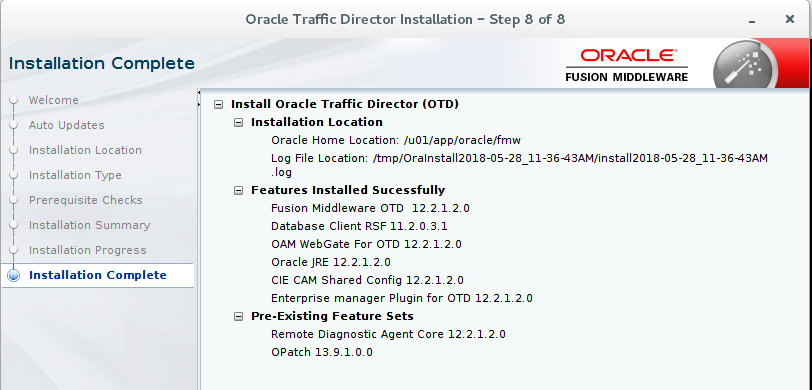 Oracle Traffic Director Installation – Step 8 of 8
Installation Complete
ORACLE
FUSION MIDDLEWARE
Welcome
Auto Updates
Installation Location
Installation Type
Prerequisite Checks
Installation Summary
Installation Progress
Installation Complete
Install Oracle Traffic Director (OTD)
Installation Location
Oracle Home Location: /u01/app/oracle/fmw
Log File Location: /tmp/OraInstall2018-05-28_11-36-43AM/install2018-05-28_11-36-43AM
.log
Features Installed Sucessfully
Fusion Middleware OTD  12.2.1.2.0
Database Client RSF 11.2.0.3.1
OAM WebGate For OTD 12.2.1.2.0
Oracle JRE 12.2.1.2.0
CIE CAM Shared Config 12.2.1.2.0
Enterprise manager Plugin for OTD 12.2.1.2.0
Pre-Existing Feature Sets
Remote Diagnostic Agent Core 12.2.1.2.0
OPatch 13.9.1.0.0